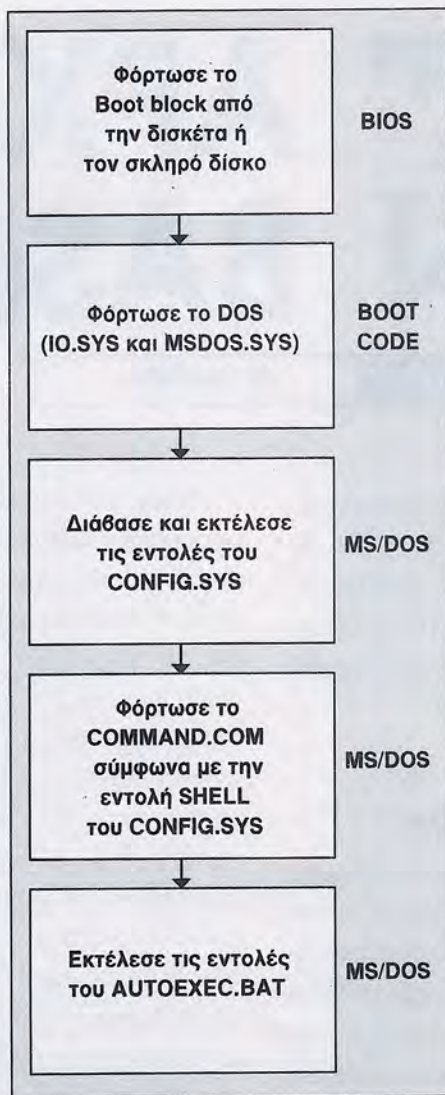 Φόρτωσε το
Boot block από
την δισκέτα ή
τον σκληρό δίσκο
BIOS
Φόρτωσε το DOS
(IO.SYS και MSDOS.SYS)
BOOT
CODE
Διάβασε και εκτέλεσε
τις εντολές του
CONFIG.SYS
MS/DOS
Φόρτωσε το
COMMAND.COM
σύμφωνα με την
εντολή SHELL
του CONFIG.SYS
MS/DOS
Εκτέλεσε τις εντολές
του AUTOEXEC.BAT
MS/DOS